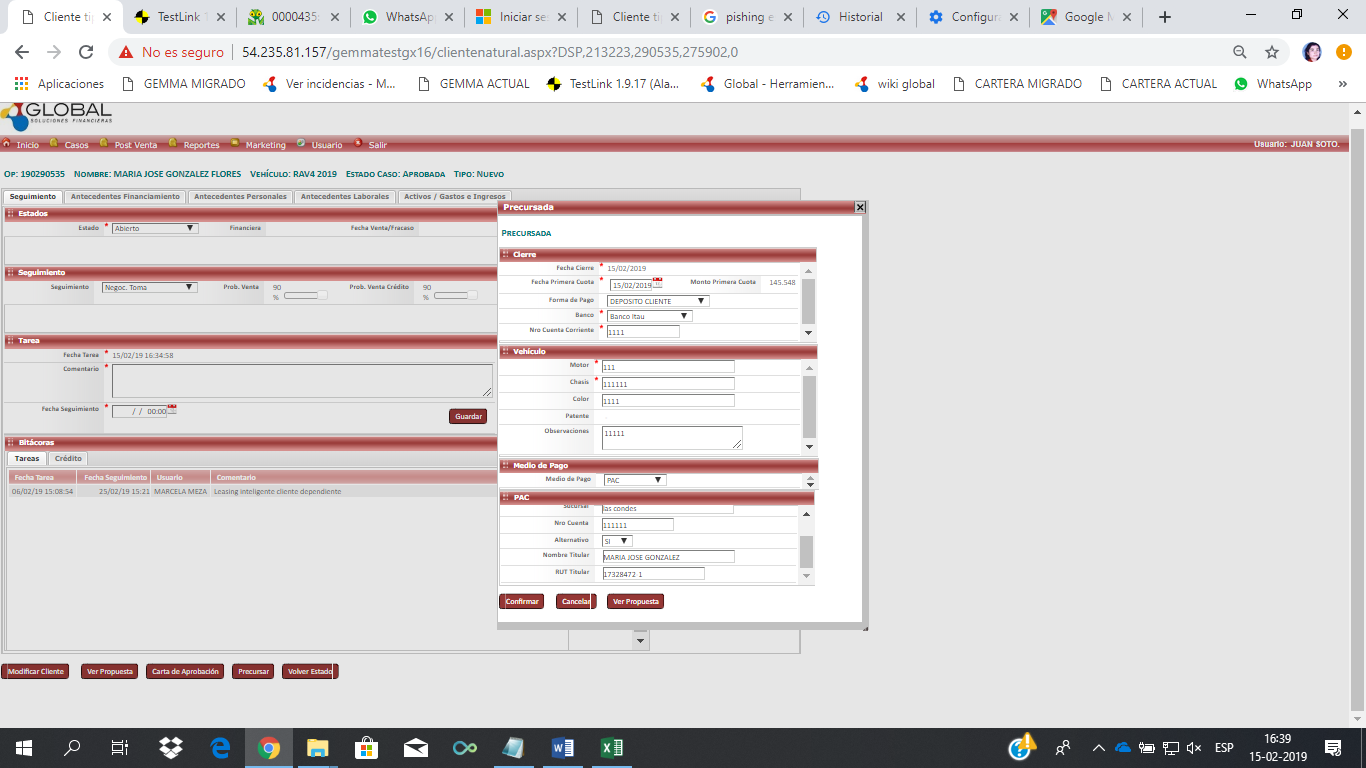 Cliente tip
TestLink 1
0000435:
WhatsApp
Iniciar ses
Cliente tip
pishing e
Historial
Configura
Google M
No es seguro | 54.235.81.157/gemmatestgx16/clientenatural.aspx?DSP,213223,290535,275902,0
Aplicaciones GEMMA MIGRADO Ver incidencias - M... GEMMA ACTUAL TestLink 1.9.17 (Ala... Global - Herramien... wiki global CARTERA MIGRADO CARTERA ACTUAL WhatsApp »
GLOBAL
SOLUCIONES FINANCIERAS
Inicio Casos Post Venta Reportes Marketing Usuario Salir Usuario: JUAN SOTO.
OP: 190290535 NOMBRE: MARIA JOSE GONZALEZ FLORES VEHÍCULO: RAV4 2019 ESTADO CASO: APROBADA TIPO: NUEVO
Seguimiento Antecedentes Financiamiento Antecedentes Personales Antecedentes Laborales Activos / Gastos e Ingresos
Estados
Estado * Abierto Financiera Fecha Venta/Fracaso
Seguimiento
Seguimiento Negoc. Toma Prob. Venta 90 % Prob. Venta Crédito 90 %
Tarea
Fecha Tarea * 15/02/19 16:34:58
Comentario *
Fecha Seguimiento * / / 00:00
Guardar
Bitácoras
Tareas Crédito
Fecha Tarea Fecha Seguimiento Usuario Comentario
06/02/19 15:08:54 25/02/19 15:21 MARCELA MEZA Leasing inteligente cliente dependiente
Modificar Cliente Ver Propuesta Carta de Aprobación Precursar Volver Estado
Precursada
PRECURSADA
Cierre
Fecha Cierre * 15/02/2019
Fecha Primera Cuota * 15/02/2019 Monto Primera Cuota 145.548
Forma de Pago DEPOSITO CLIENTE
Banco * Banco Itau
Nro Cuenta Corriente * 1111
Vehículo
Motor * 111
Chasis * 111111
Color 1111
Patente
Observaciones 11111
Medio de Pago
Medio de Pago PAC
PAC
Sucursal las condes
Nro Cuenta 111111
Alternativo SI
Nombre Titular MARIA JOSE GONZALEZ
RUT Titular 17328472-1
Confirmar Cancelar Ver Propuesta
ESP
16:39
15-02-2019